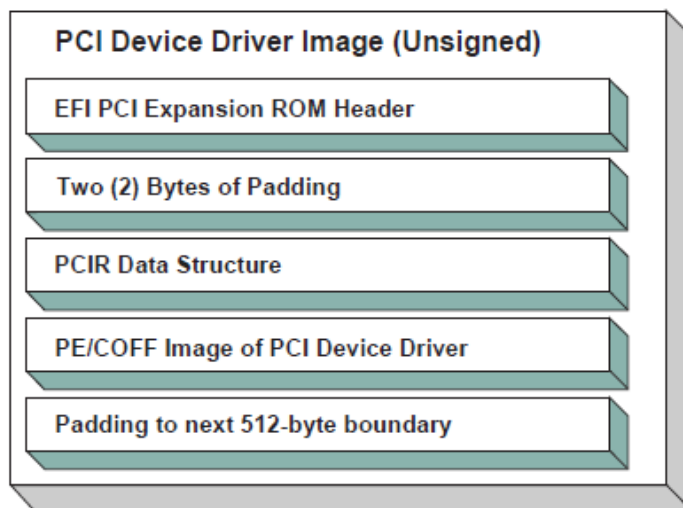 PCI Device Driver Image (Unsigned)
EFI PCI Expansion ROM Header
Two (2) Bytes of Padding
PCIR Data Structure
PE/COFF Image of PCI Device Driver
Padding to next 512-byte boundary